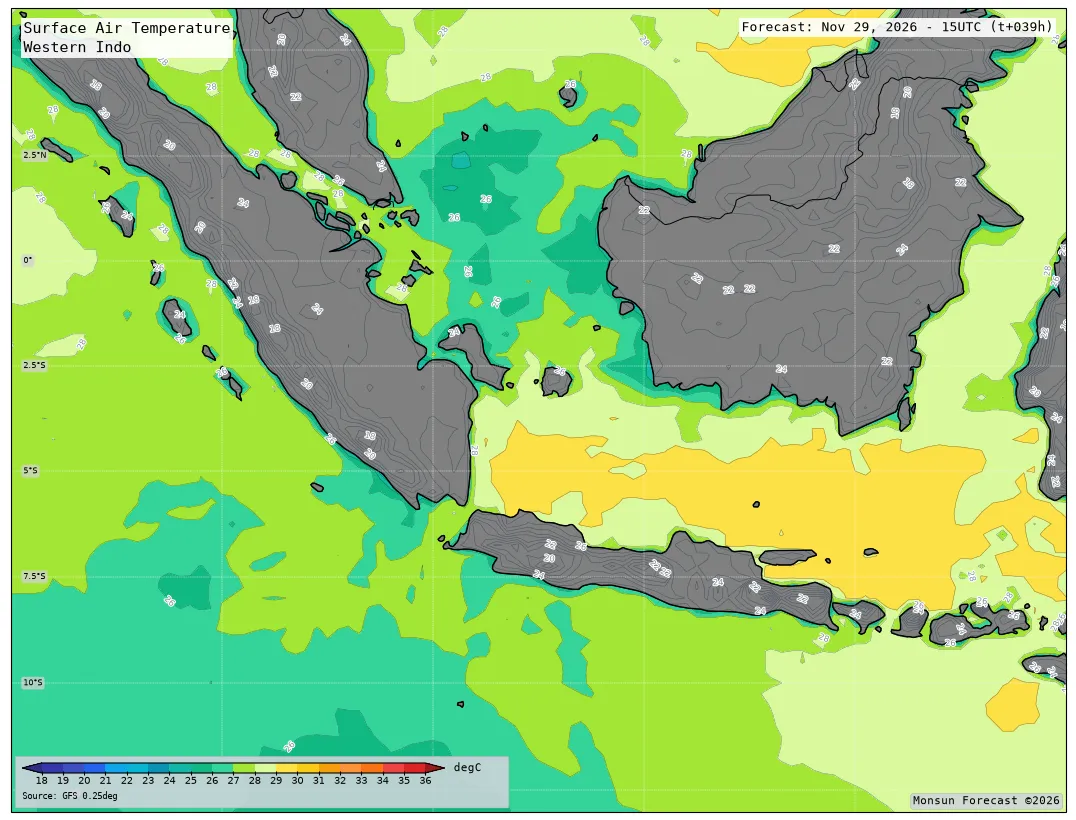 Surface Air Temperature
Western Indo
Forecast: Nov 29, 2026 - 15UTC (t+039h)
2.5°N
0°
2.5°S
5°S
7.5°S
10°S
degC
18 19 20 21 22 23 24 25 26 27 28 29 30 31 32 33 34 35 36
Source: GFS 0.25deg
Monsun Forecast ©2026